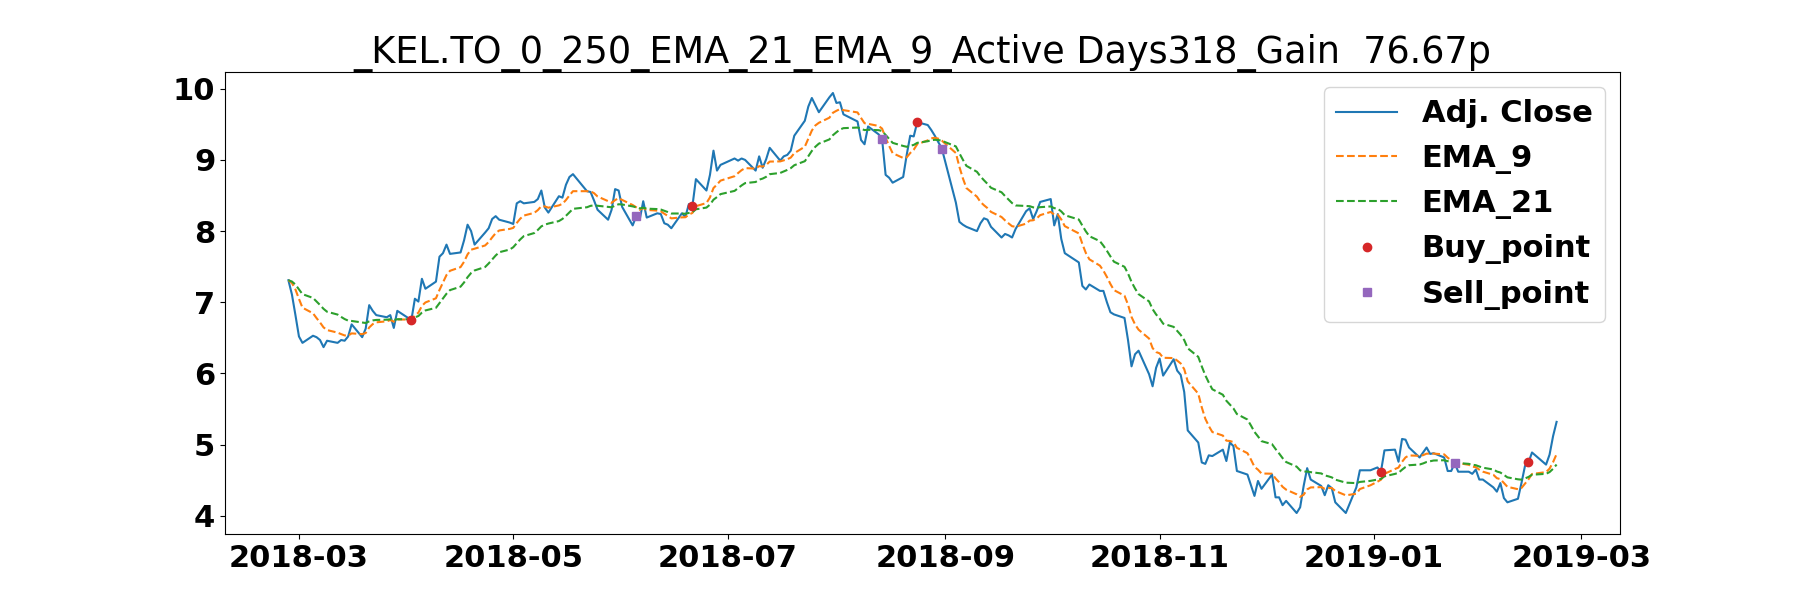 _KEL.TO_0_250_EMA_21_EMA_9_Active Days318_Gain  76.67p
10
9
8
7
6
5
4
Adj. Close
EMA_9
EMA_21
Buy_point
Sell_point
2018-03 2018-05 2018-07 2018-09 2018-11 2019-01 2019-03